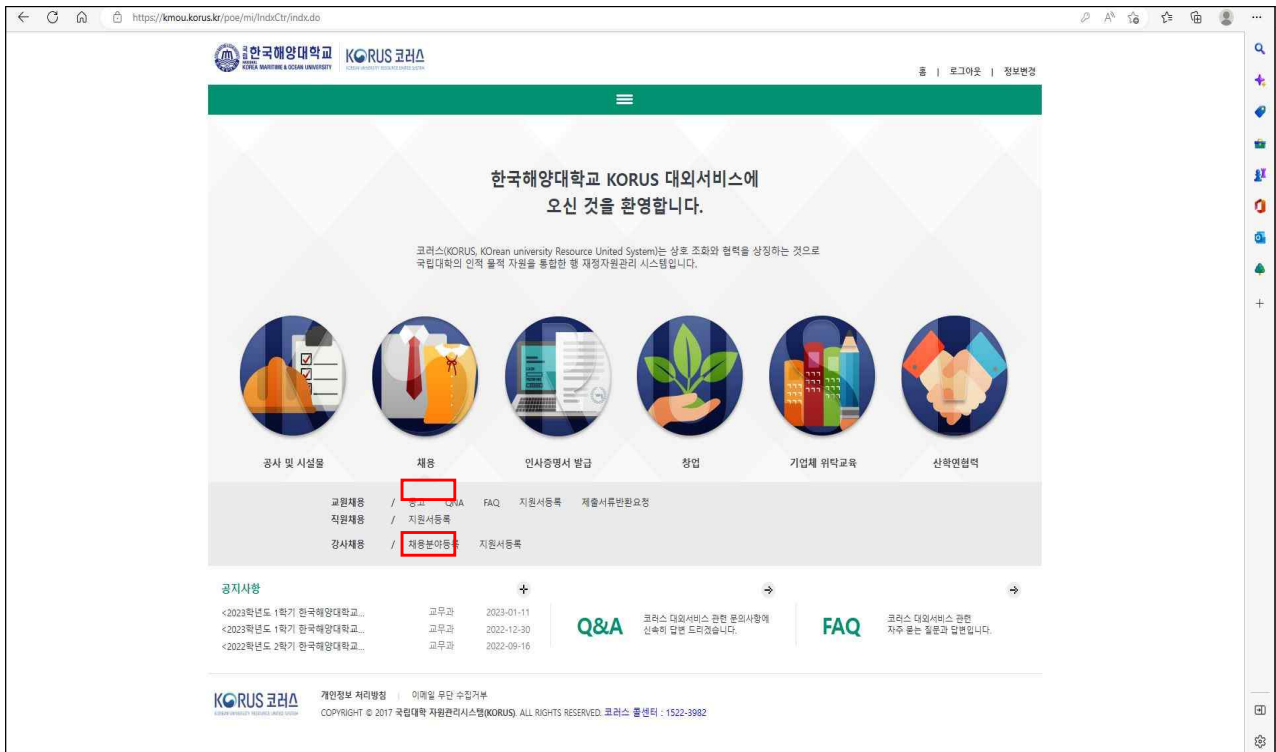 https://kmou.korus.kr/poe/mi/IndxCtr/indx.do
국립 한국해양대학교 KORUS 코러스
KOREA MARITIME & OCEAN UNIVERSITY
홈 | 로그아웃 | 정보변경
한국해양대학교 KORUS 대외서비스에
오신 것을 환영합니다.
코러스(KORUS, KOrean university Resource United System)는 상호 조화와 협력을 상징하는 것으로
국립대학의 인적 물적 자원을 통합한 행 재정자원관리 시스템입니다.
공사 및 시설물 채용 인사증명서 발급 창업 기업체 위탁교육 산학연협력
교원채용 / 공고 QNA FAQ 지원서등록 제출서류반환요청
직원채용 / 지원서등록
강사채용 / 채용분야등록 지원서등록
공지사항
<2023학년도 1학기 한국해양대학교... 교무과 2023-01-11
<2023학년도 1학기 한국해양대학교... 교무과 2022-12-30
<2022학년도 2학기 한국해양대학교... 교무과 2022-09-16
Q&A 코러스 대외서비스 관련 문의사항에
신속히 답변 드리겠습니다.
FAQ 코러스 대외서비스 관련
자주 묻는 질문과 답변입니다.
KORUS 코러스
개인정보 처리방침 | 이메일 무단 수집거부
COPYRIGHT © 2017 국립대학 자원관리시스템(KORUS). ALL RIGHTS RESERVED. 코러스 콜센터 : 1522-3982